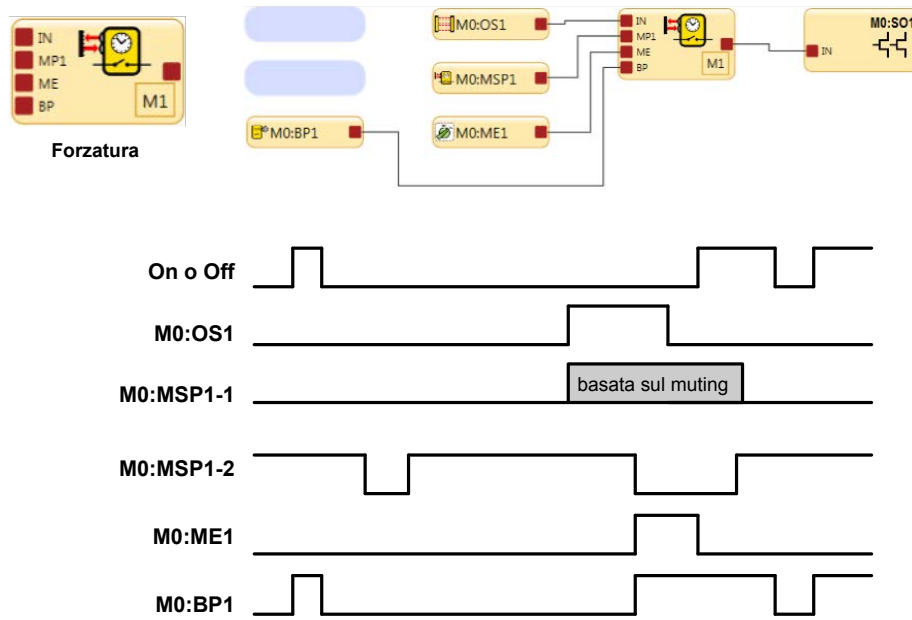 IN
MP1
ME
BP
M1
Forzatura
M0:OS1
M0:MSP1
M0:BP1
M0:ME1
IN
MP1
ME
BP
M1
M0:SO1
IN
On o Off
M0:OS1
M0:MSP1-1
basata sul muting
M0:MSP1-2
M0:ME1
M0:BP1